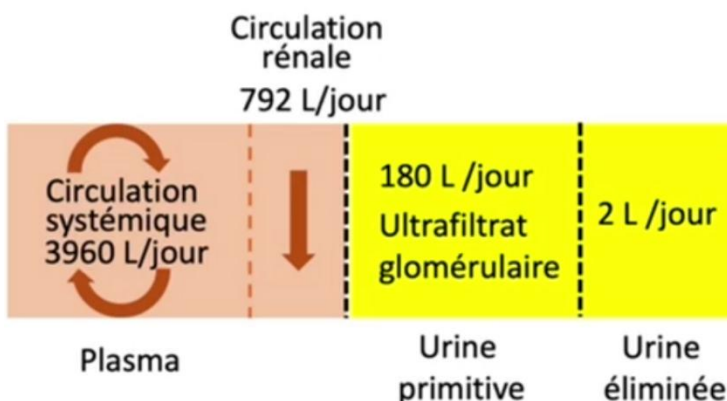 Circulation
rénale
792 L/jour
Circulation
systémique
3960 L/jour
180 L /jour
Ultrafiltrat
glomérulaire
2 L /jour
Plasma
Urine
primitive
Urine
éliminée